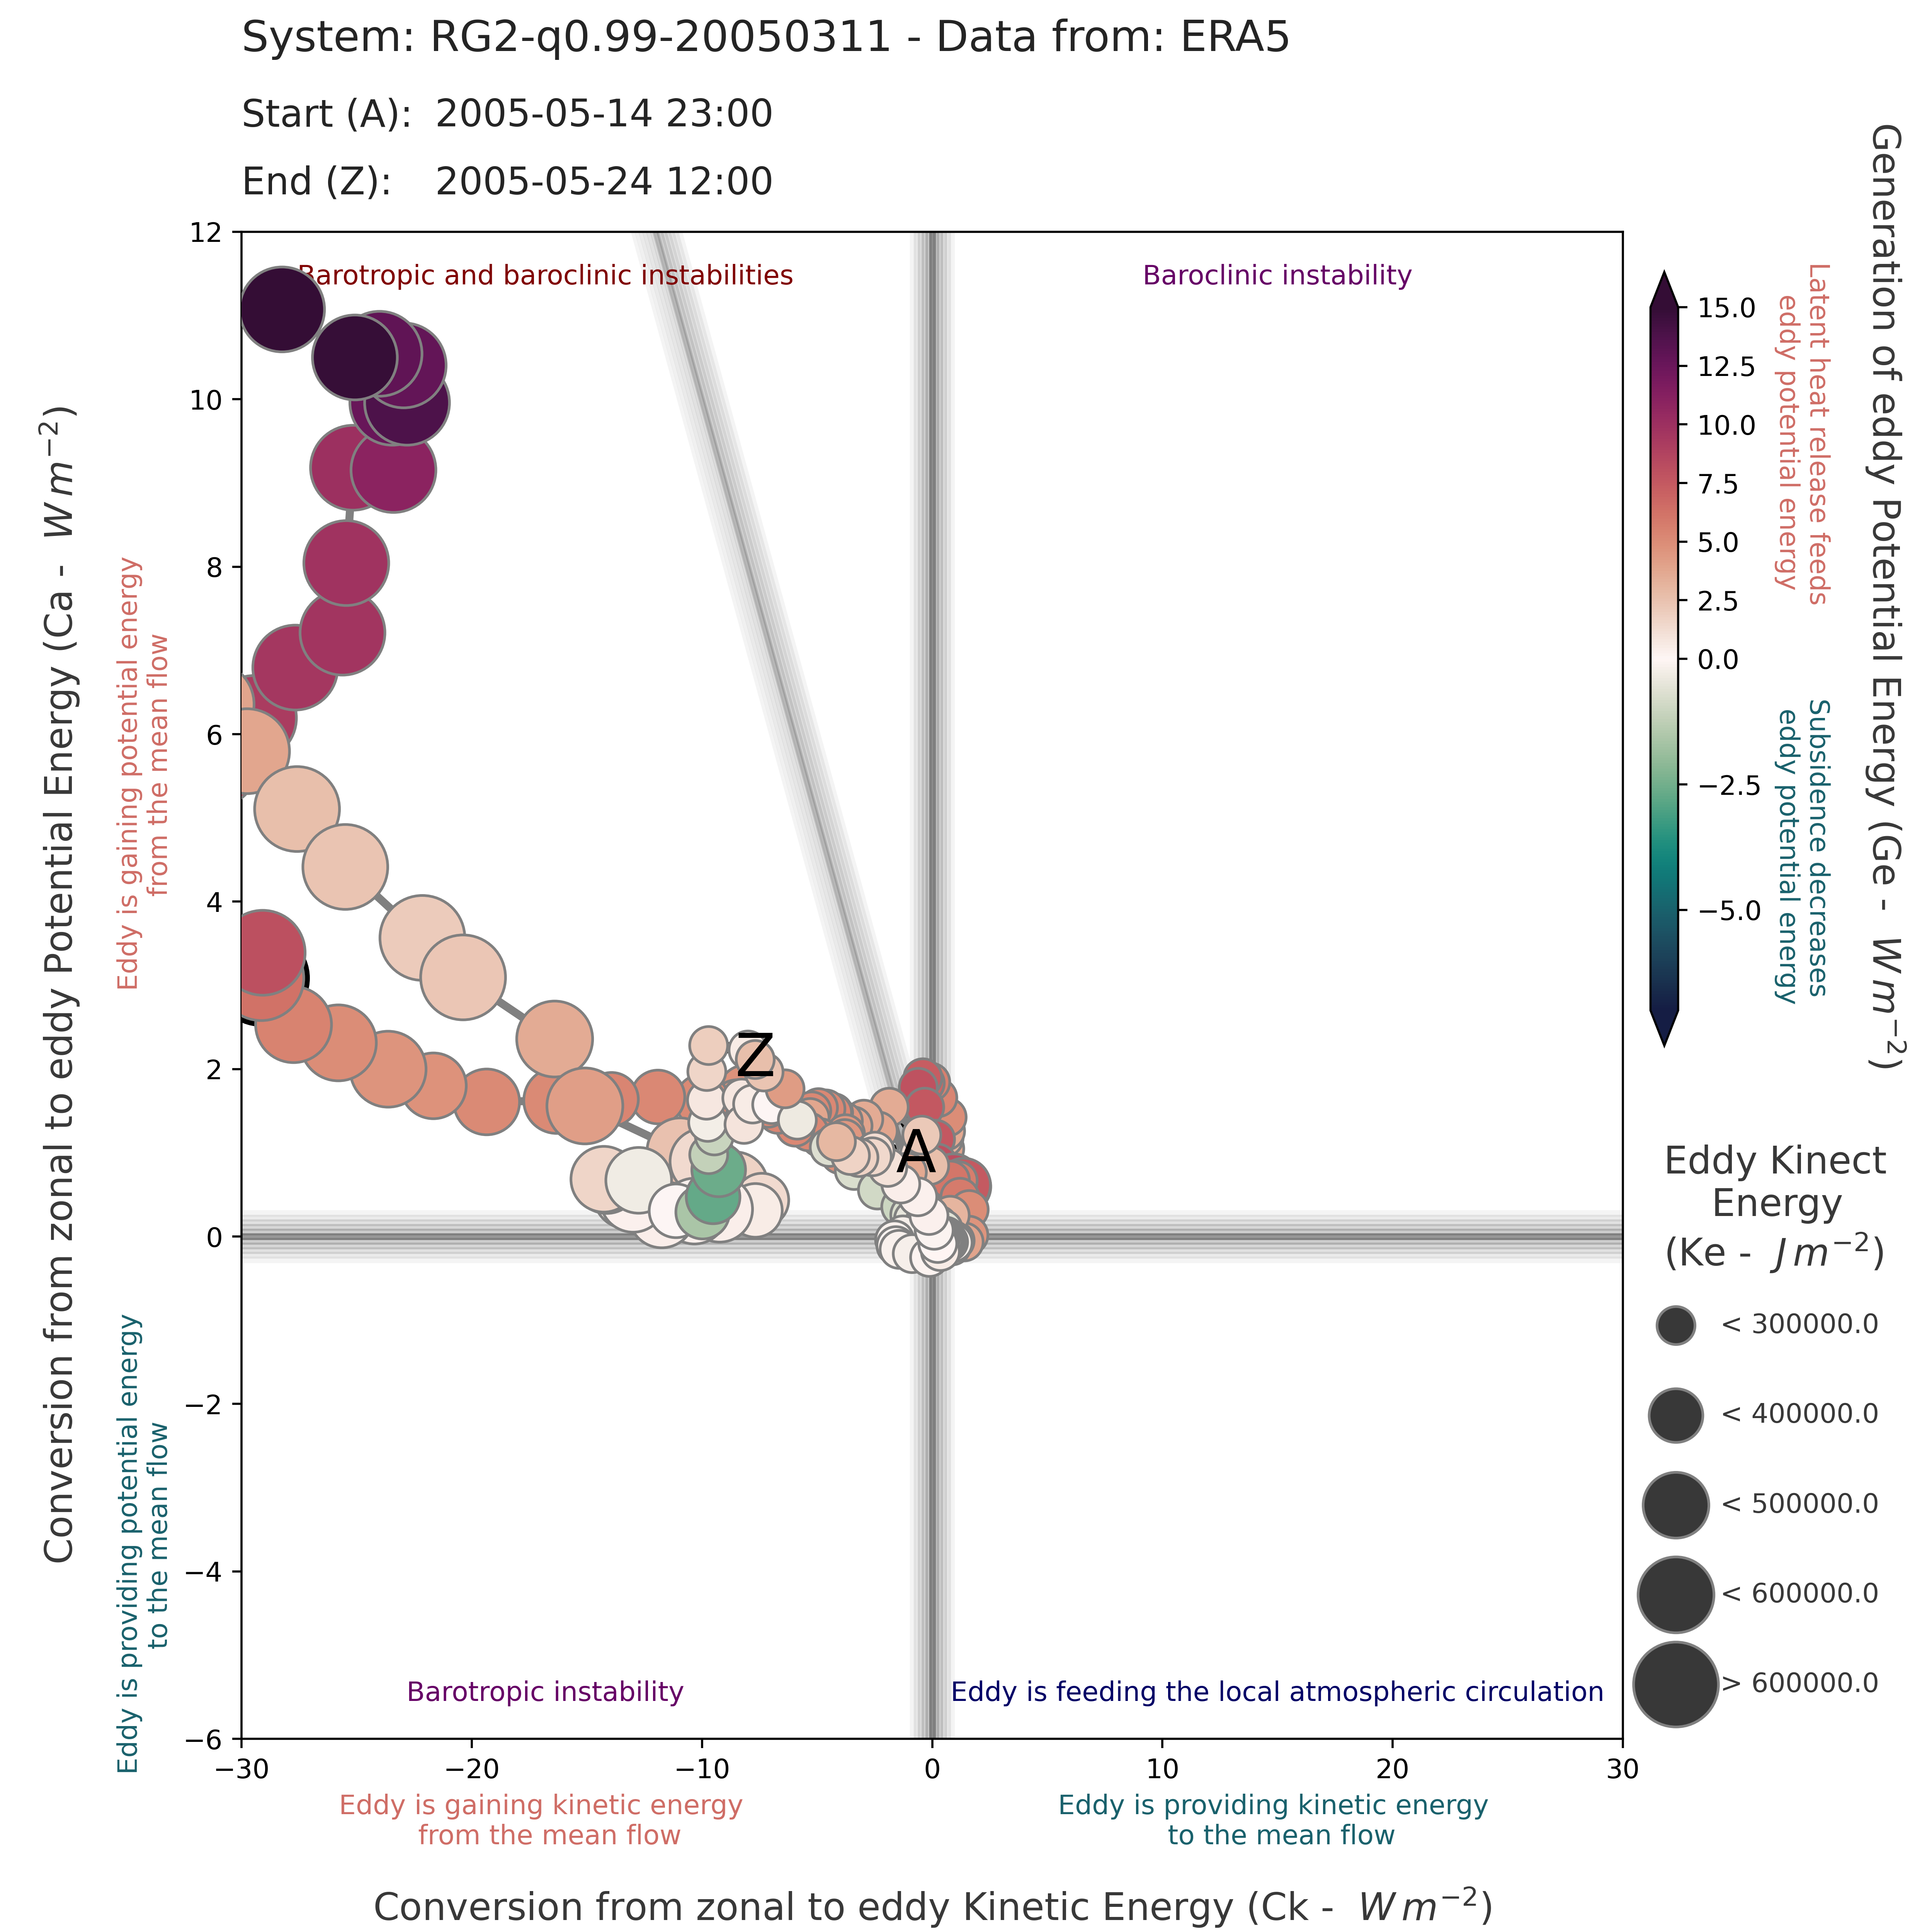 System: RG2-q0.99-20050311 - Data from: ERA5
Start (A): 2005-05-14 23:00
End (Z): 2005-05-24 12:00
Barotropic and baroclinic instabilities
Baroclinic instability
Barotropic instability
Eddy is feeding the local atmospheric circulation
A
Z
12
10
8
6
4
2
0
−2
−4
−6
−30
−20
−10
0
10
20
30
Conversion from zonal to eddy Potential Energy (Ca - W m⁻²)
Eddy is gaining potential energy
from the mean flow
Eddy is providing potential energy
to the mean flow
Eddy is gaining kinetic energy
from the mean flow
Eddy is providing kinetic energy
to the mean flow
Conversion from zonal to eddy Kinetic Energy (Ck - W m⁻²)
15.0
12.5
10.0
7.5
5.0
2.5
0.0
−2.5
−5.0
Latent heat release feeds
eddy potential energy
Subsidence decreases
eddy potential energy
Generation of eddy Potential Energy (Ge - W m⁻²)
Eddy Kinect
Energy
(Ke - J m⁻²)
< 300000.0
< 400000.0
< 500000.0
< 600000.0
> 600000.0